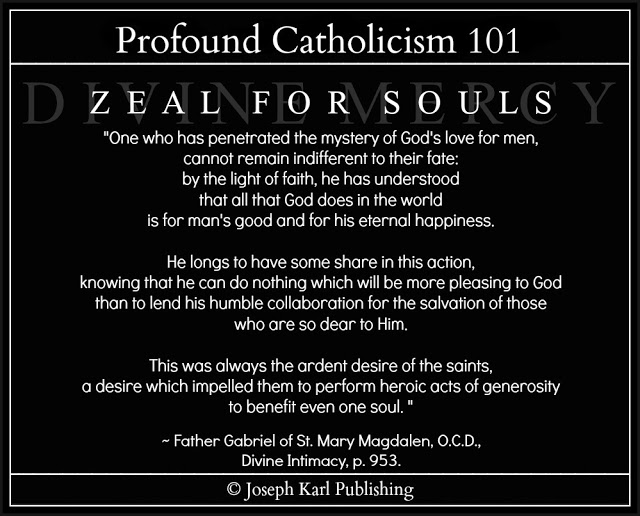 Profound Catholicism 101
DIVINE MERCY
ZEAL FOR SOULS
"One who has penetrated the mystery of God's love for men,
cannot remain indifferent to their fate:
by the light of faith, he has understood
that all that God does in the world
is for man's good and for his eternal happiness.
He longs to have some share in this action,
knowing that he can do nothing which will be more pleasing to God
than to lend his humble collaboration for the salvation of those
who are so dear to Him.
This was always the ardent desire of the saints,
a desire which impelled them to perform heroic acts of generosity
to benefit even one soul. "
~ Father Gabriel of St. Mary Magdalen, O.C.D.,
Divine Intimacy, p. 953.
© Joseph Karl Publishing